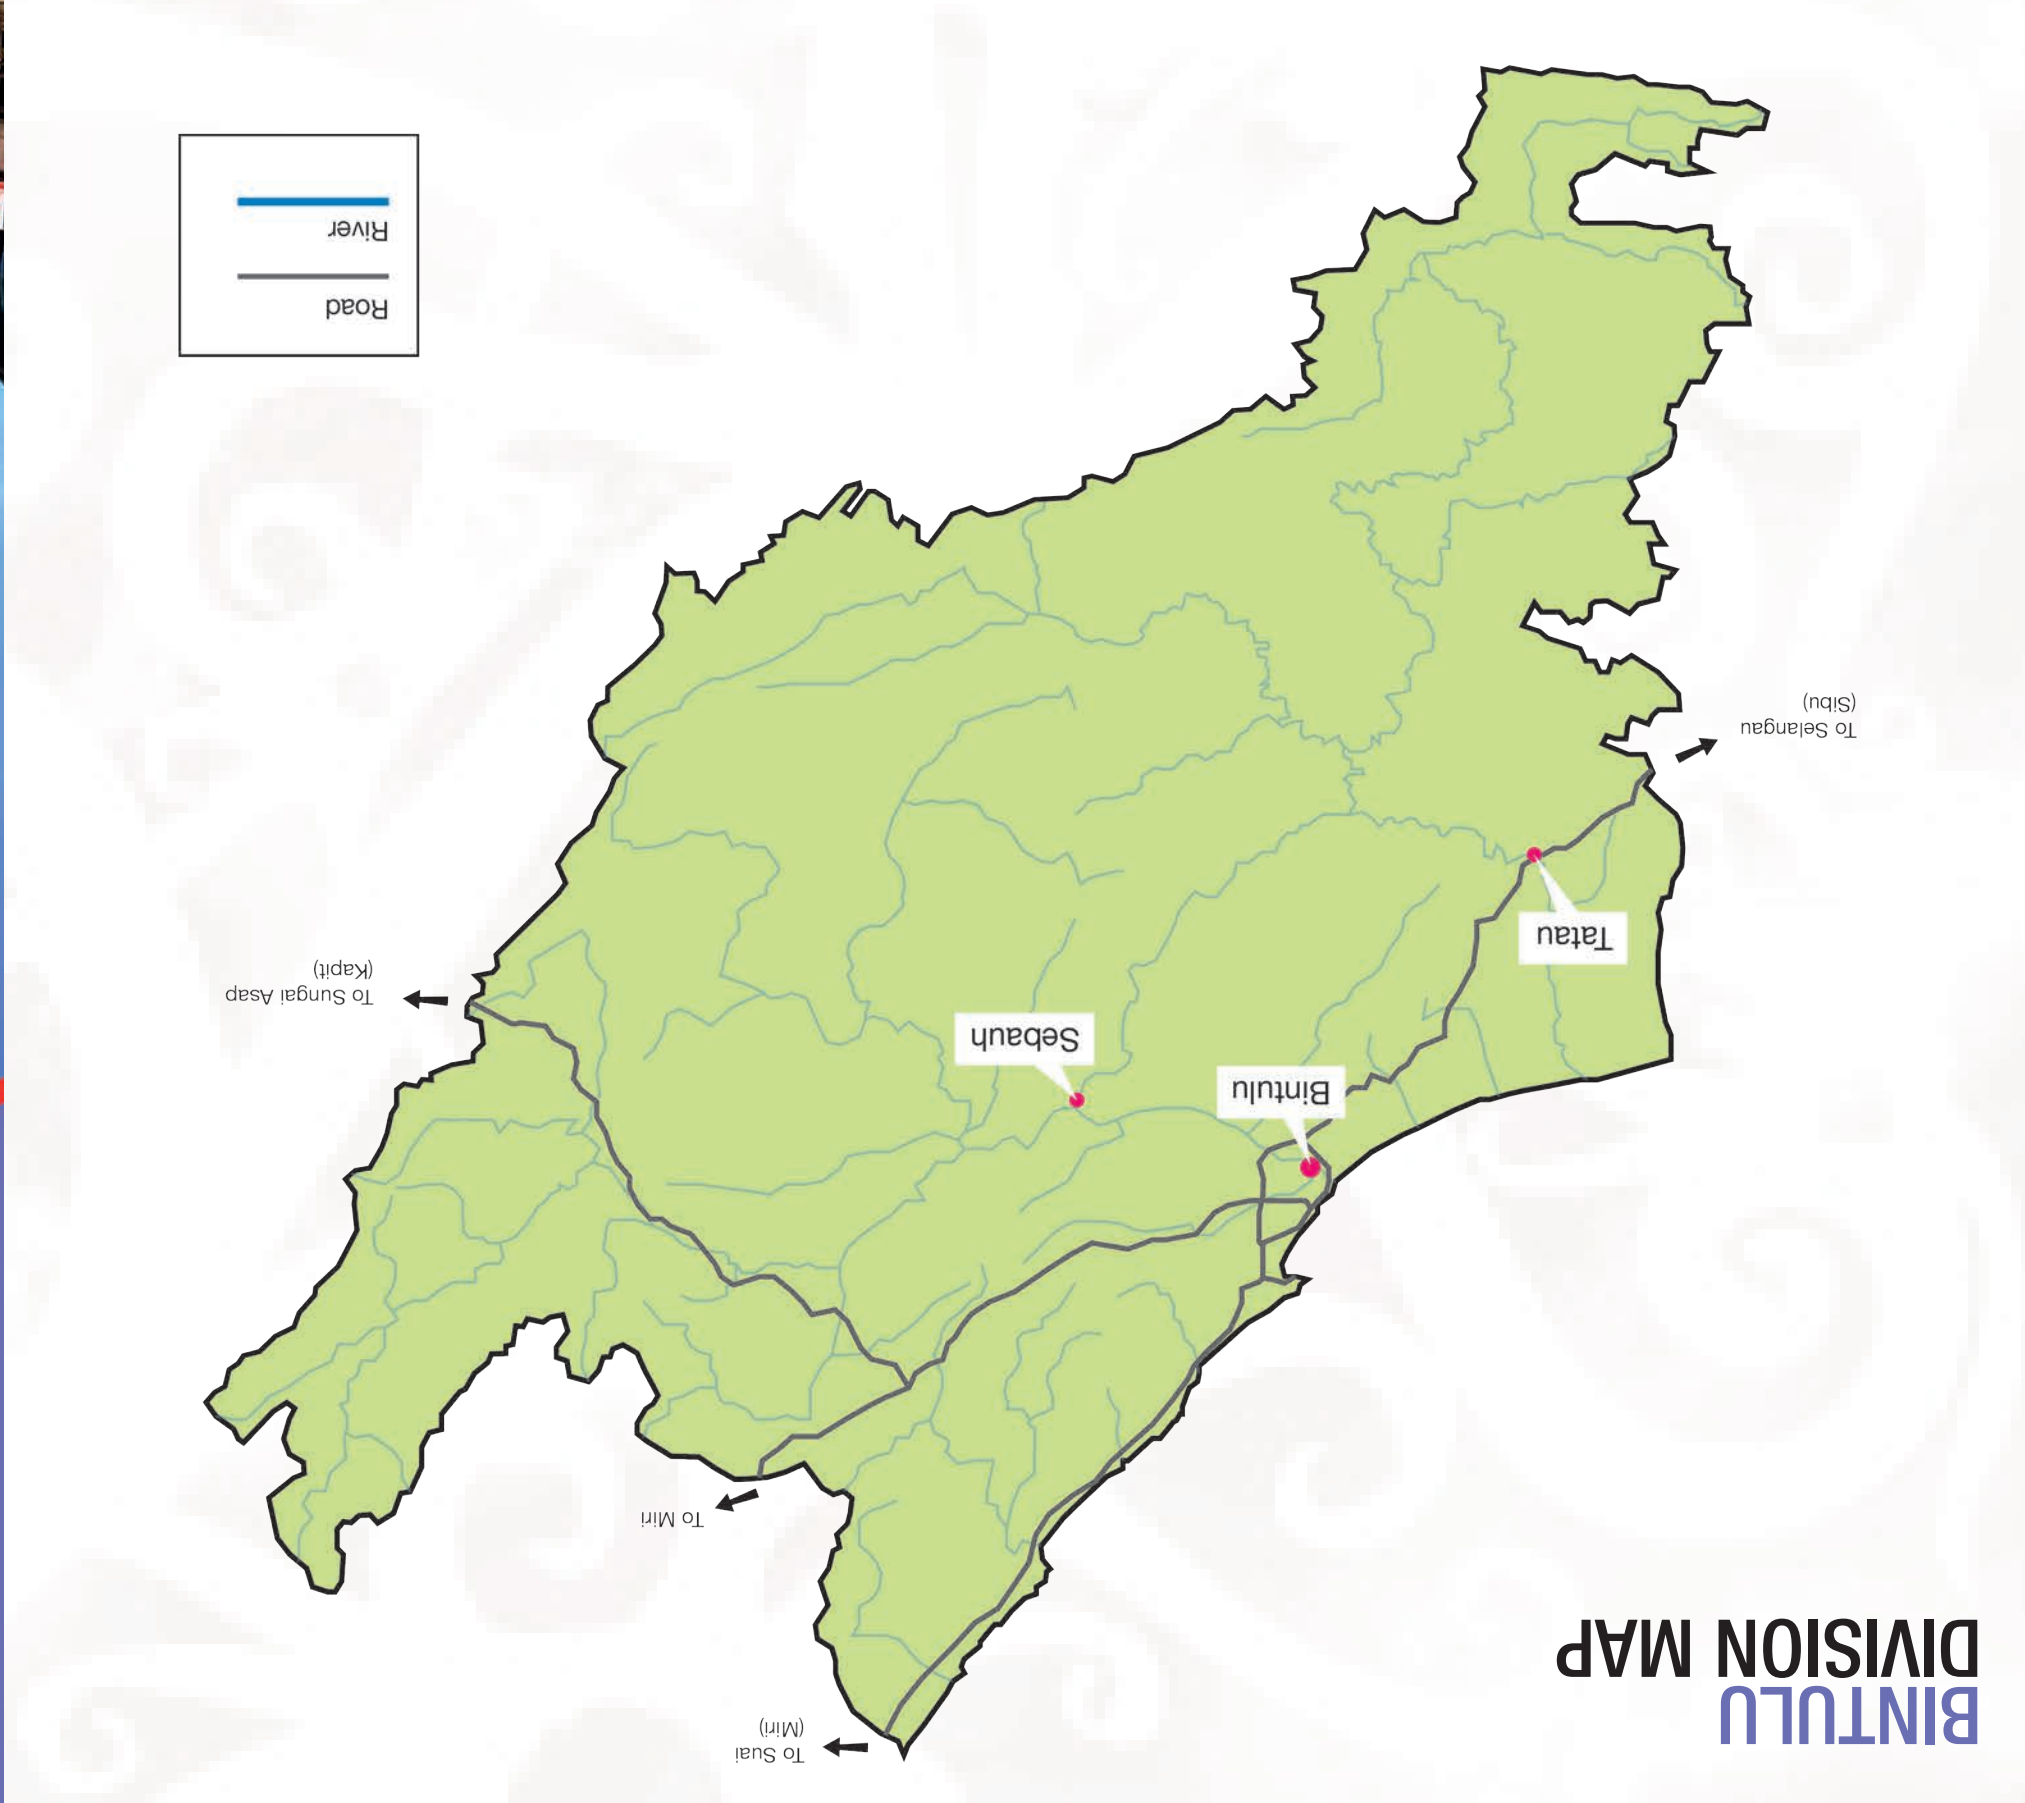 BINTULU
DIVISION MAP
To Suai
(Miri)
To Miri
Bintulu
Sebauh
To Sungai Asap
(Kapit)
Tatau
To Selangau
(Sibu)
Road
River